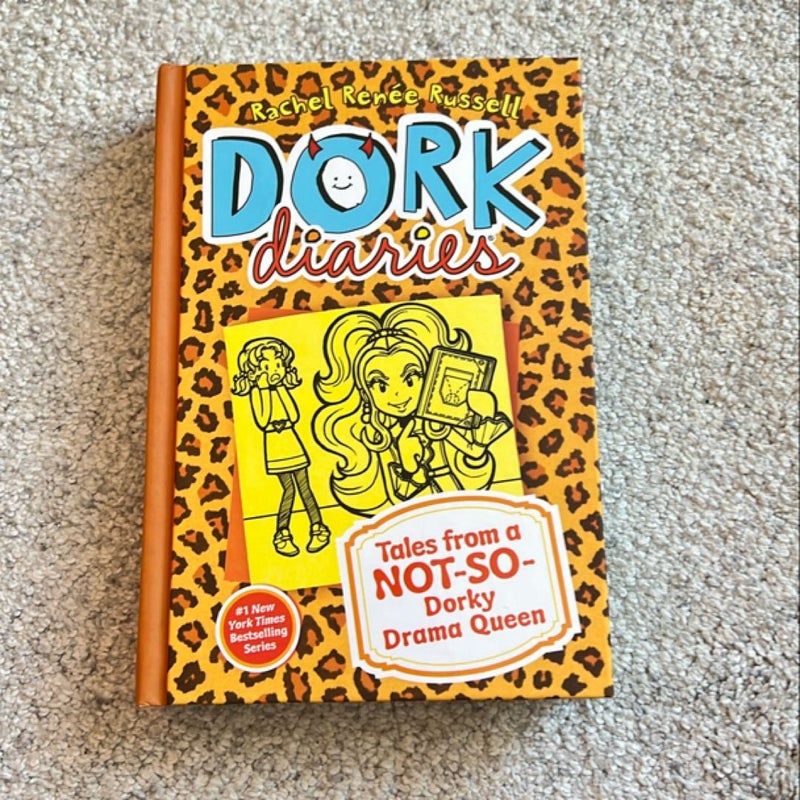 Rachel Renée Russell
DORK
diaries
Tales from a
NOT-SO-
Dorky
Drama Queen
#1 New
York Times
Bestselling
Series